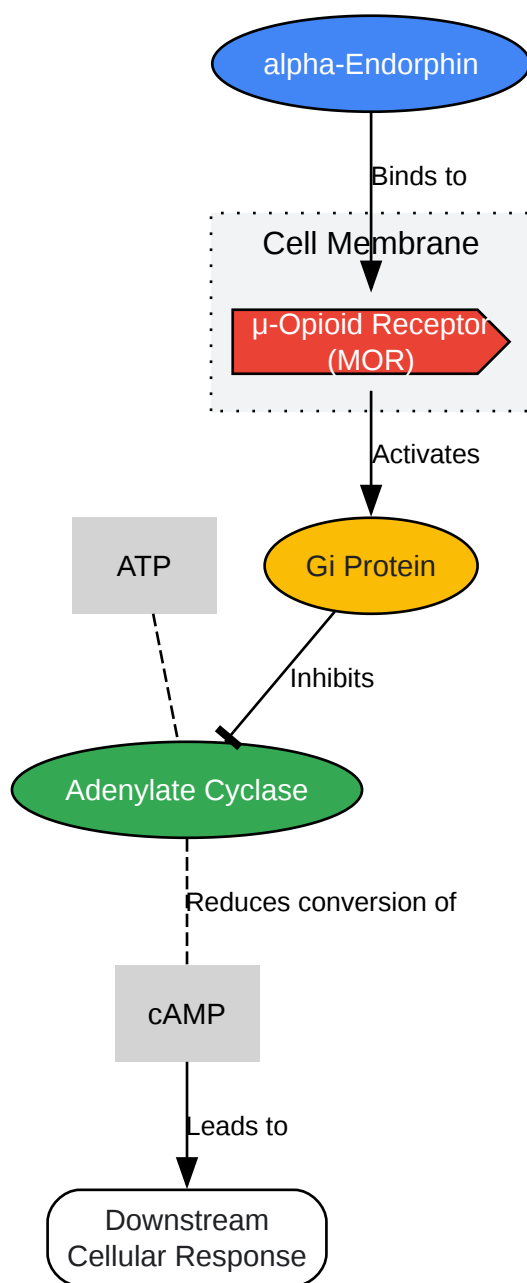 alpha-Endorphin
Binds to
Cell Membrane
μ-Opioid Receptor
(MOR)
Activates
ATP
Gi Protein
Inhibits
Adenylate Cyclase
Reduces conversion of
cAMP
Leads to
Downstream
Cellular Response